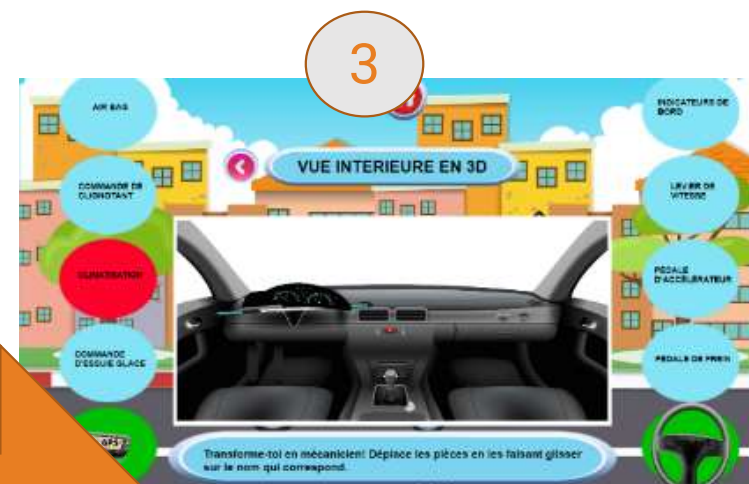 3
AIR BAG
INDICATEURS DE
BORD
VUE INTERIEURE EN 3D
COMMANDE DE
CLIGNOTANT
LEVIER DE
VITESSE
CLIMATISATION
PEDALE
D'ACCELERATEUR
COMMANDE
D'ESSUIE GLACE
PEDALE DE FREIN
GPS
Transforme-toi en mécanicien! Déplace les pièces en les faisant glisser
sur le nom qui correspond.